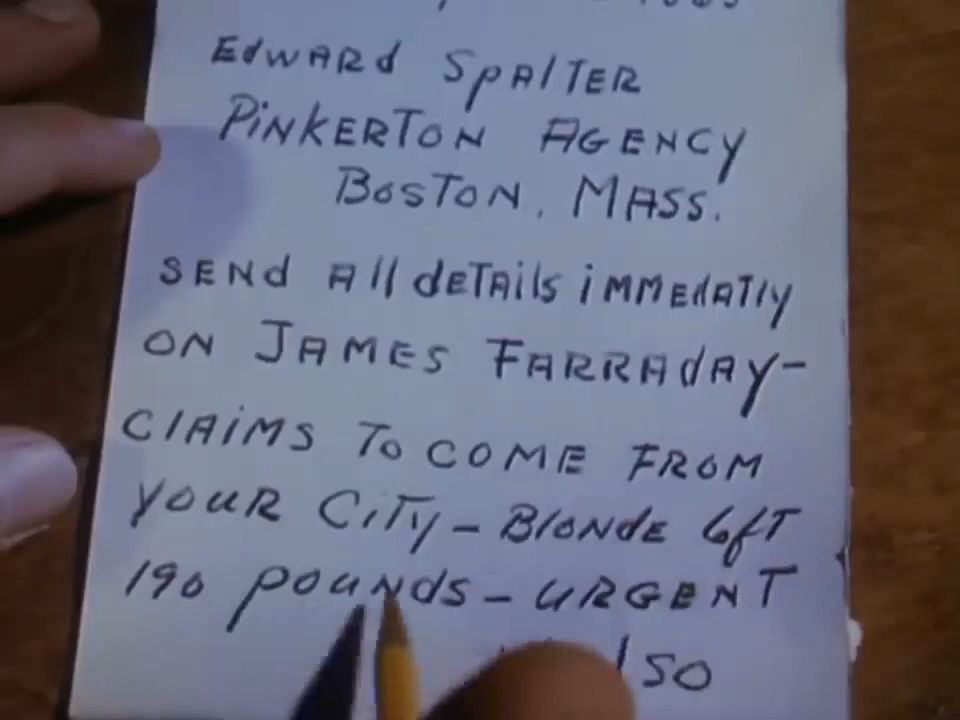 Edward Spalter
Pinkerton Agency
Boston, Mass.
Send all details immedatly
on James Farraday-
claims to come from
your city - Blonde 6ft
190 pounds - urgent